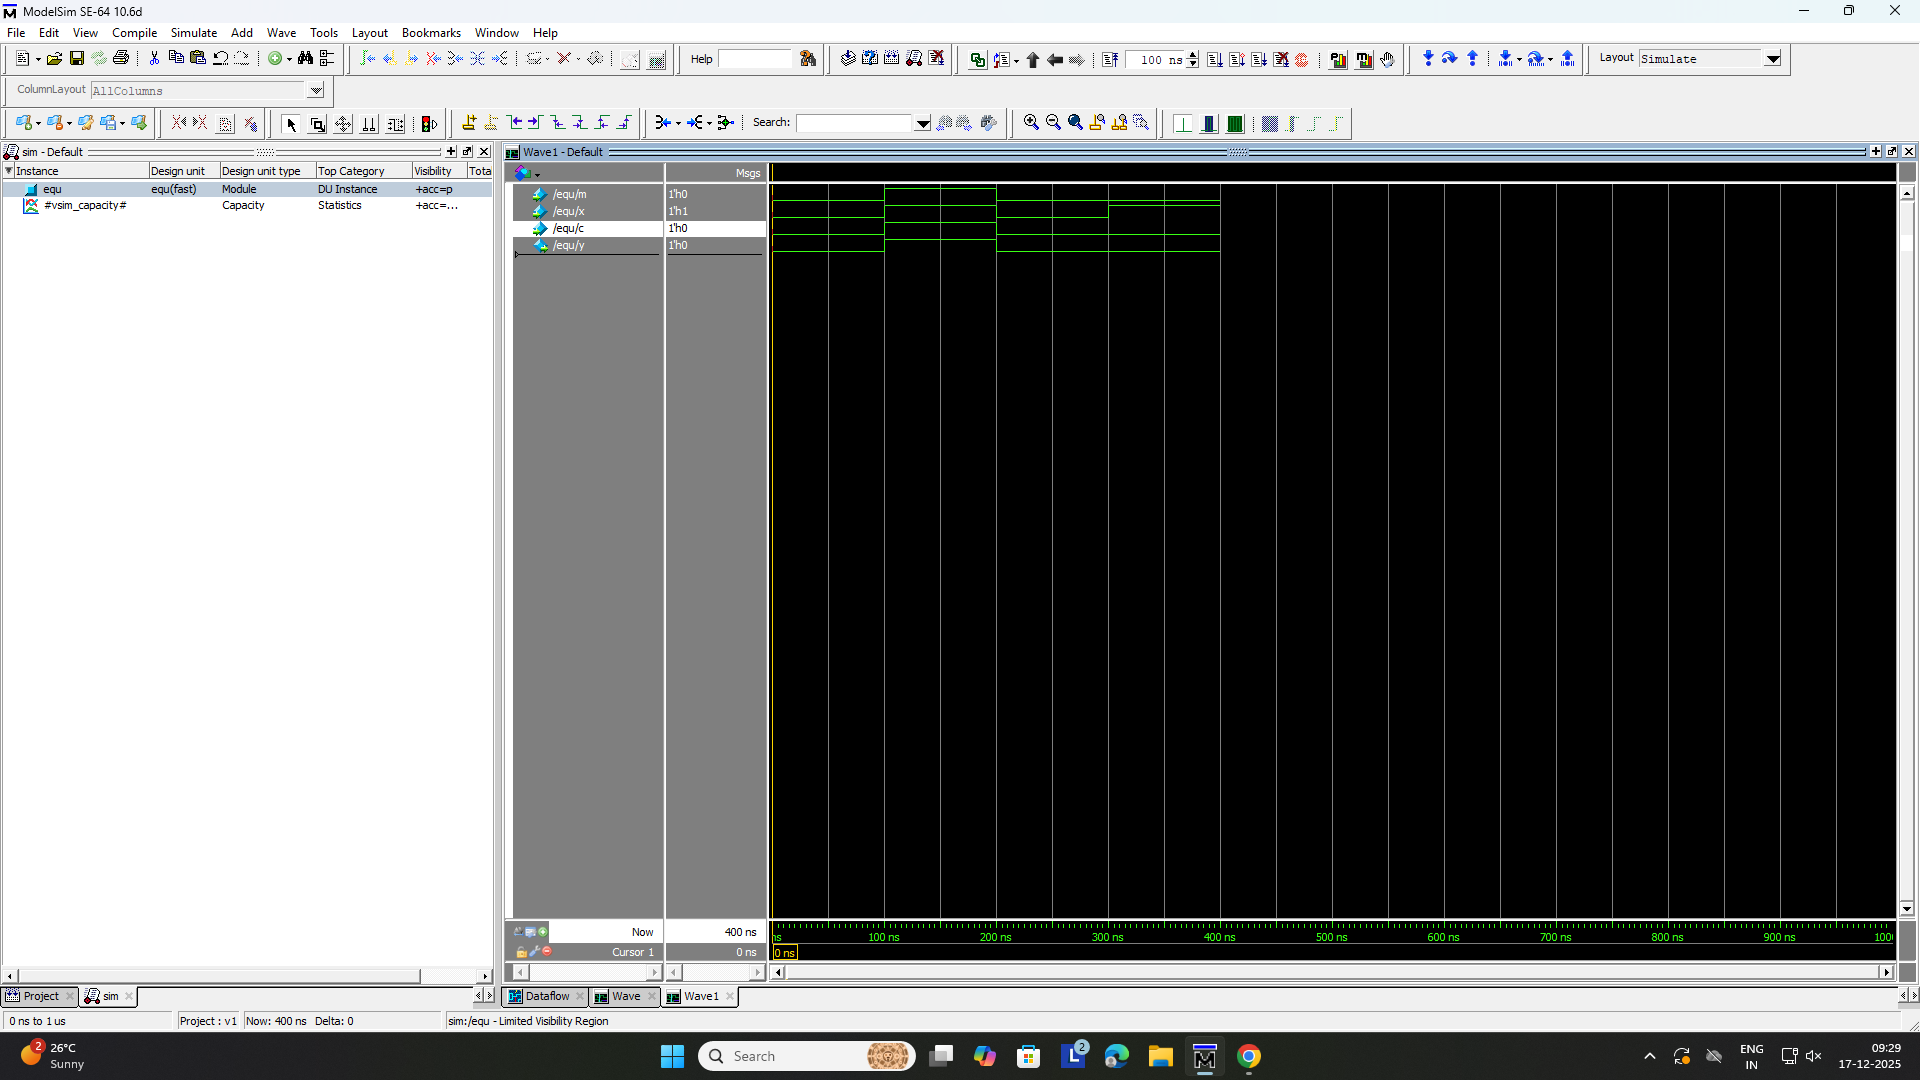 ModelSim SE-64 10.6d
File Edit View Compile Simulate Add Wave Tools Layout Bookmarks Window Help
Help
100 ns
Layout Simulate
ColumnLayout AllColumns
Search:
sim - Default
Instance Design unit Design unit type Top Category Visibility Tota
equ equ(fast) Module DU Instance +acc=p
#vsim_capacity# Capacity Statistics +acc=...
Wave1 - Default
Msgs
/equ/m 1'h0
/equ/x 1'h1
/equ/c 1'h0
/equ/y 1'h0
Now 400 ns
Cursor 1 0 ns
ns 100 ns 200 ns 300 ns 400 ns 500 ns 600 ns 700 ns 800 ns 900 ns 100
0 ns
Project sim
Dataflow Wave Wave1
0 ns to 1 us Project : v1 Now: 400 ns Delta: 0 sim:/equ - Limited Visibility Region
2
26°C
Sunny
Search
L 2
ENG
IN
09:29
17-12-2025